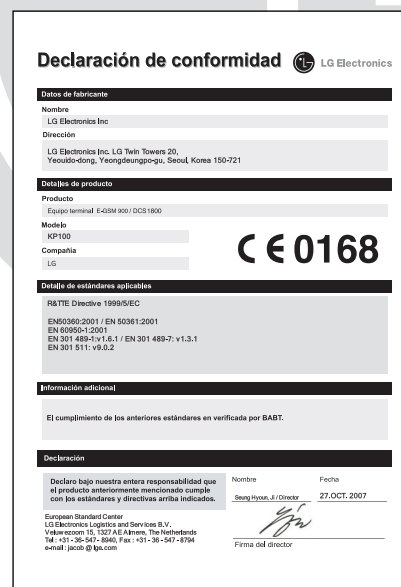 Declaración de conformidad
LG Electronics
Datos de fabricante
Nombre
LG Electronics Inc
Dirección
LG Electronics Inc. LG Twin Towers 20,
Yeouido-dong, Yeongdeungpo-gu, Seoul, Korea 150-721
Detalles de producto
Producto
Equipo terminal E-GSM 900 / DCS 1800
Modelo
KP100
Compañia
LG
CE 0168
Detalle de estándares aplicables
R&TTE Directive 1999/5/EC
EN50360:2001 / EN 50361:2001
EN 60950-1:2001
EN 301 489-1:v1.6.1 / EN 301 489-7: v1.3.1
EN 301 511: v9.0.2
Información adicional
El cumplimiento de los anteriores estándares en verificada por BABT.
Declaración
Declaro bajo nuestra entera responsabilidad que
el producto anteriormente mencionado cumple
con los estándares y directivas arriba indicados.
European Standard Center
LG Electronics Logistics and Services B.V.
Veluwezoom 15, 1327 AE Almere, The Netherlands
Tel : +31 - 36- 547 - 8940, Fax : +31 - 36 - 547 - 8794
e-mail : jacob @ lge.com
Nombre
Fecha
Seung Hyoun, Ji / Director
27.OCT. 2007
Firma del director